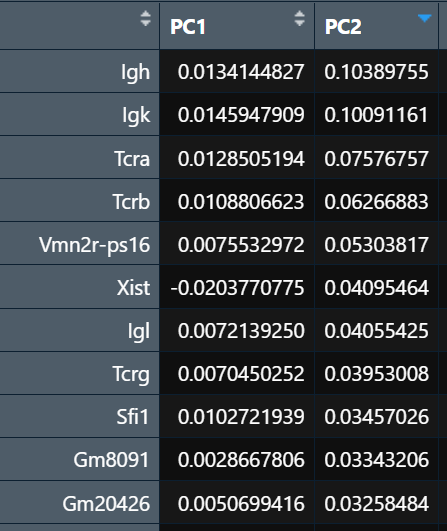 PC1 PC2
Igh 0.0134144827 0.10389755
Igk 0.0145947909 0.10091161
Tcra 0.0128505194 0.07576757
Tcrb 0.0108806623 0.06266883
Vmn2r-ps16 0.0075532972 0.05303817
Xist -0.0203770775 0.04095464
Igl 0.0072139250 0.04055425
Tcrg 0.0070450252 0.03953008
Sfi1 0.0102721939 0.03457026
Gm8091 0.0028667806 0.03343206
Gm20426 0.0050699416 0.03258484